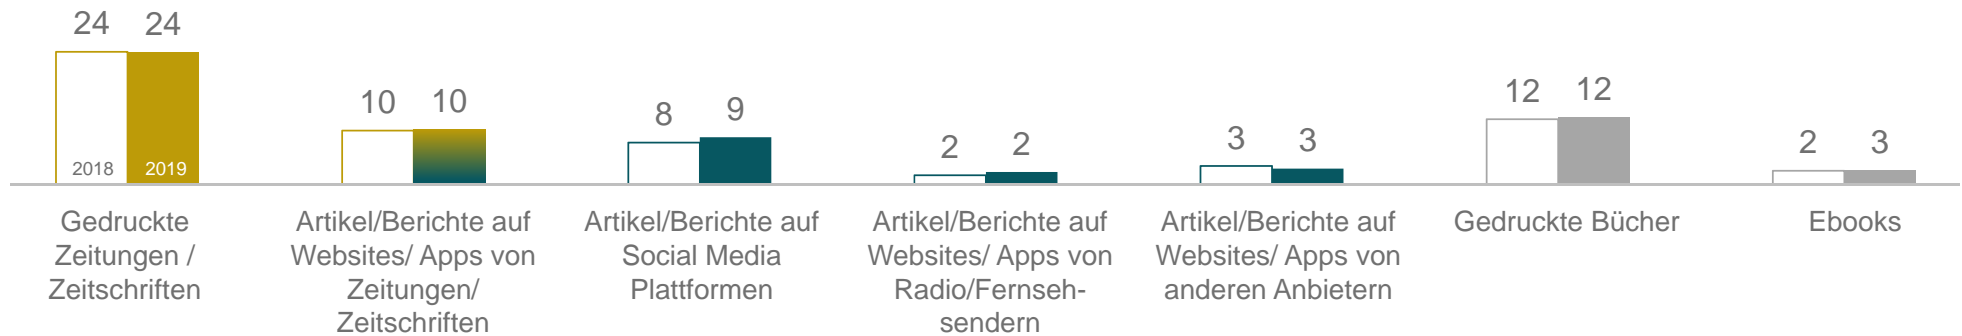 24 24
10 10
8 9
2 2
3 3
12 12
2 3
2018 2019
Gedruckte
Zeitungen /
Zeitschriften
Artikel/Berichte auf
Websites/ Apps von
Zeitungen/
Zeitschriften
Artikel/Berichte auf
Social Media
Plattformen
Artikel/Berichte auf
Websites/ Apps von
Radio/Fernseh-
sendern
Artikel/Berichte auf
Websites/ Apps von
anderen Anbietern
Gedruckte Bücher
Ebooks